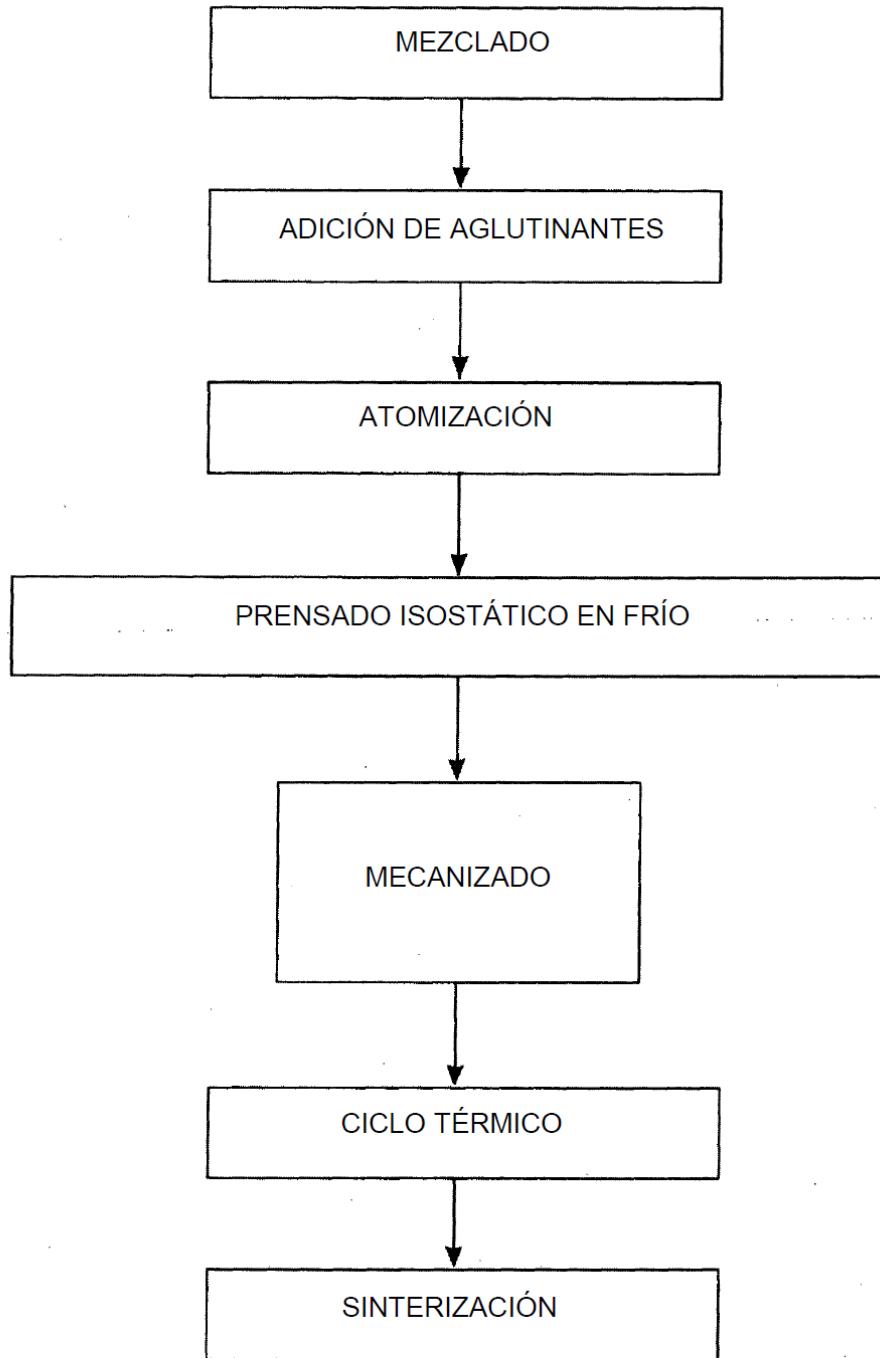 MEZCLADO
ADICIÓN DE AGLUTINANTES
ATOMIZACIÓN
PRENSADO ISOSTÁTICO EN FRÍO
MECANIZADO
CICLO TÉRMICO
SINTERIZACIÓN